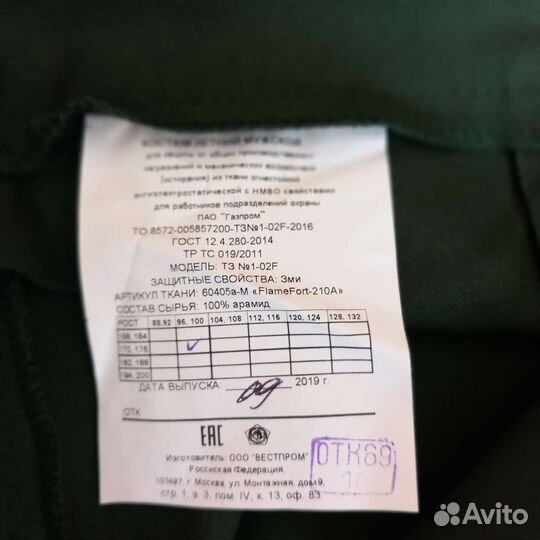 КОСТЮМ ЛЕТНИЙ МУЖСКОЙ
для защиты от общих производственных
загрязнений и механических воздействий
(истирания) из ткани огнестойкой
антиэлектростатической с НМВО свойствами
для работников подразделений охраны
ПАО "Газпром"
ТО 8572-005857200-ТЗ№1-02F-2016
ГОСТ 12.4.280-2014
ТР ТС 019/2011
МОДЕЛЬ: ТЗ №1-02F
ЗАЩИТНЫЕ СВОЙСТВА: Зми
АРТИКУЛ ТКАНИ: 60405а-М «FlameFort-210A»
СОСТАВ СЫРЬЯ: 100% арамид
РОСТ 88,92 96, 100 104, 108 112, 116 120, 124 128, 132
158, 164
170, 176 ✓
182, 188
194, 200
ДАТА ВЫПУСКА: 09 2019 г.
ОТК
ЕАС
Изготовитель: ООО "ВЕСТПРОМ"
Российская Федерация,
107497, г. Москва, ул. Монтажная, дом9,
стр. 1, э. 3, пом. IV, к. 13, оф. 83
ОТК69
Avito